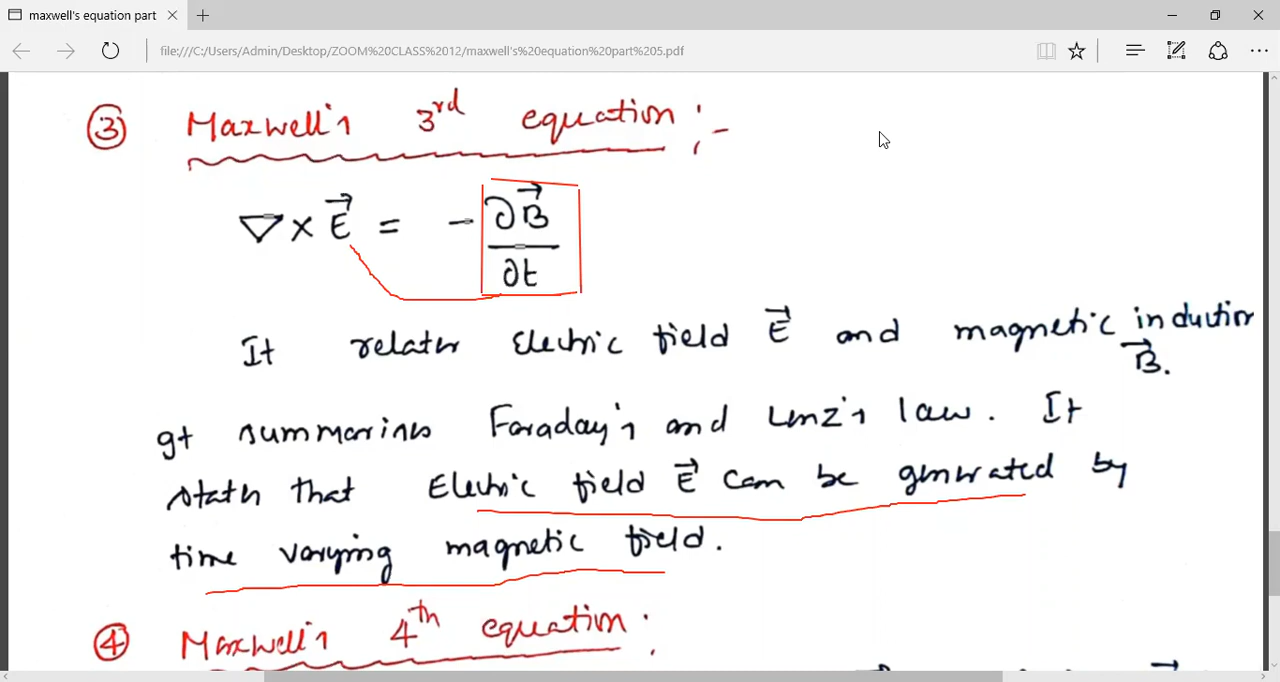 maxwell's equation part
file:///C:/Users/Admin/Desktop/ZOOM%20CLASS%2012/maxwell's%20equation%20part%205.pdf
③ Maxwell's 3rd equation :-
∇ × E⃗ = - ∂B⃗/∂t
It relates Electric field E⃗ and magnetic induction B⃗.
It summarises Faraday's and Lenz's law. It
states that Electric field E⃗ can be generated by
time varying magnetic field.
④ Maxwell's 4th equation :